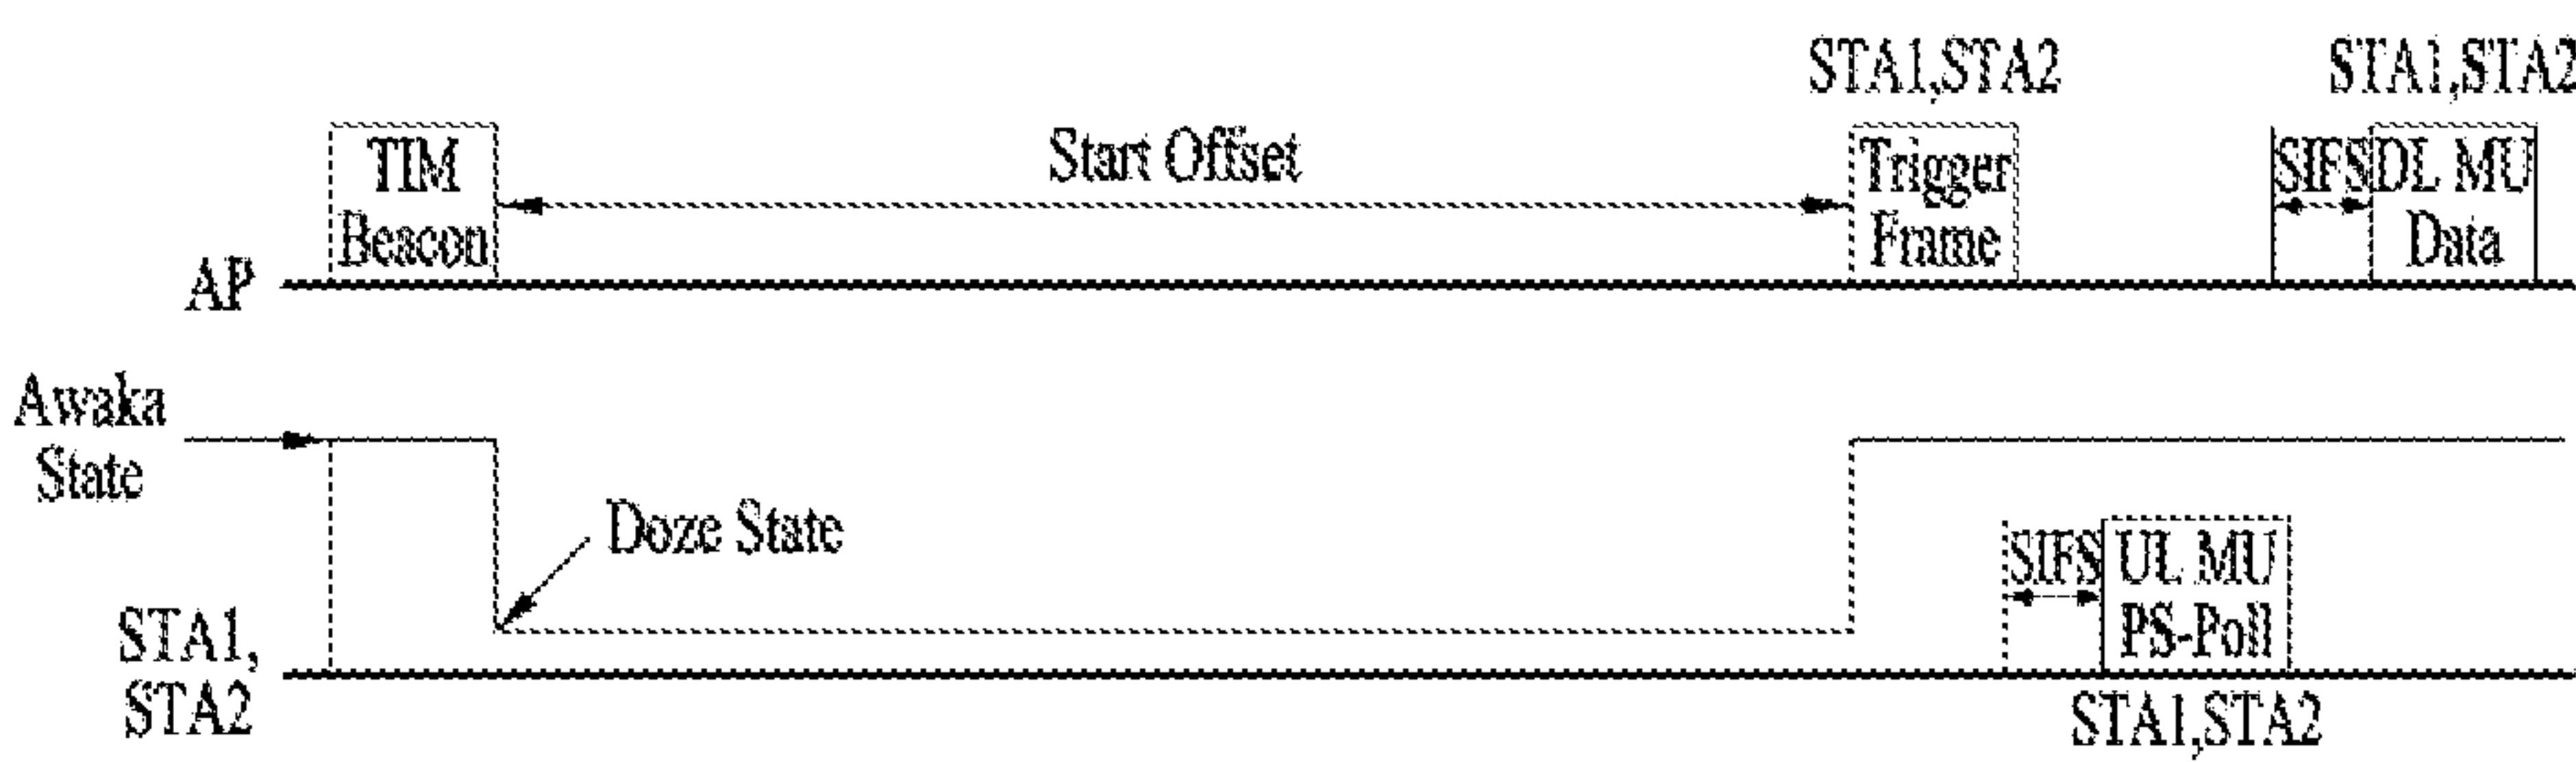 STA1,STA2
STA1,STA2
TIM
Beacon
Start Offset
Trigger
Frame
SIFS
DL MU
Data
AP
Awaka
State
Doze State
SIFS
UL MU
PS-Poll
STA1,
STA2
STA1,STA2